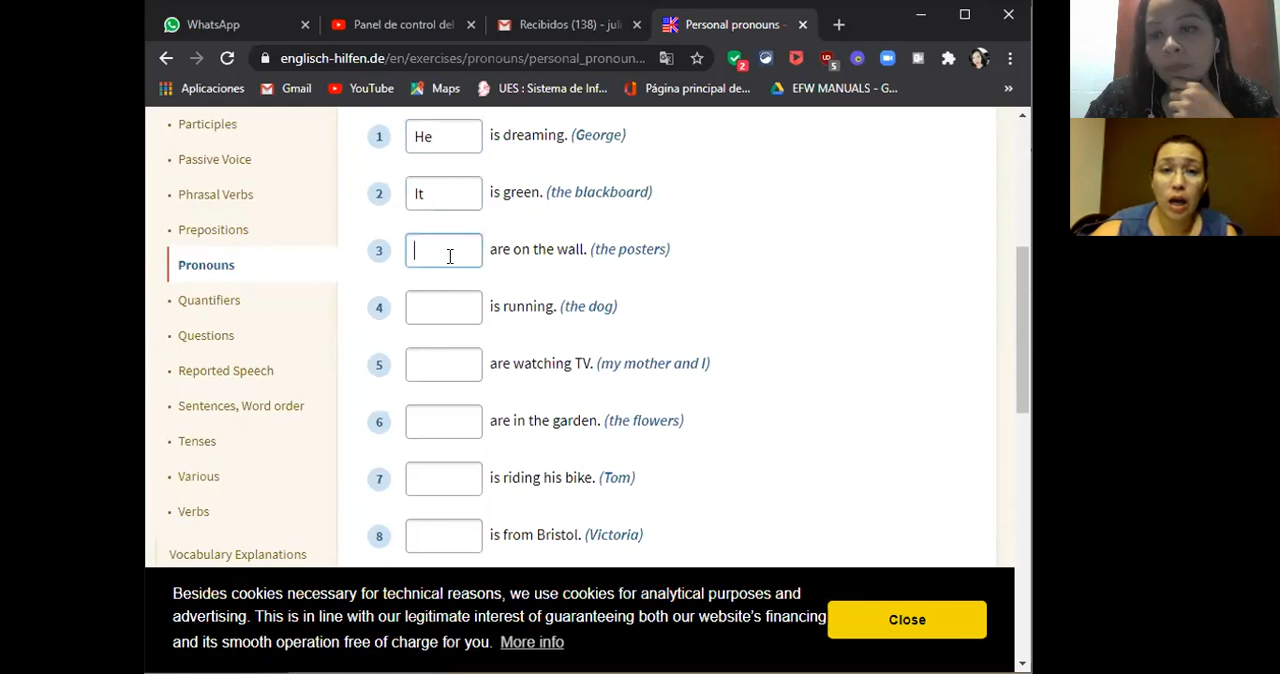 WhatsApp
Panel de control del
Recibidos (138) - juli
Personal pronouns -
englisch-hilfen.de/en/exercises/pronouns/personal_pronoun...
2
5
Aplicaciones
Gmail
YouTube
Maps
UES : Sistema de Inf...
Página principal de...
EFW MANUALS - G...
»
Participles
Passive Voice
Phrasal Verbs
Prepositions
Pronouns
Quantifiers
Questions
Reported Speech
Sentences, Word order
Tenses
Various
Verbs
Vocabulary Explanations
1 He is dreaming. (George)
2 It is green. (the blackboard)
3 are on the wall. (the posters)
4 is running. (the dog)
5 are watching TV. (my mother and I)
6 are in the garden. (the flowers)
7 is riding his bike. (Tom)
8 is from Bristol. (Victoria)
Besides cookies necessary for technical reasons, we use cookies for analytical purposes and
advertising. This is in line with our legitimate interest of guaranteeing both our website's financing
and its smooth operation free of charge for you. More info
Close